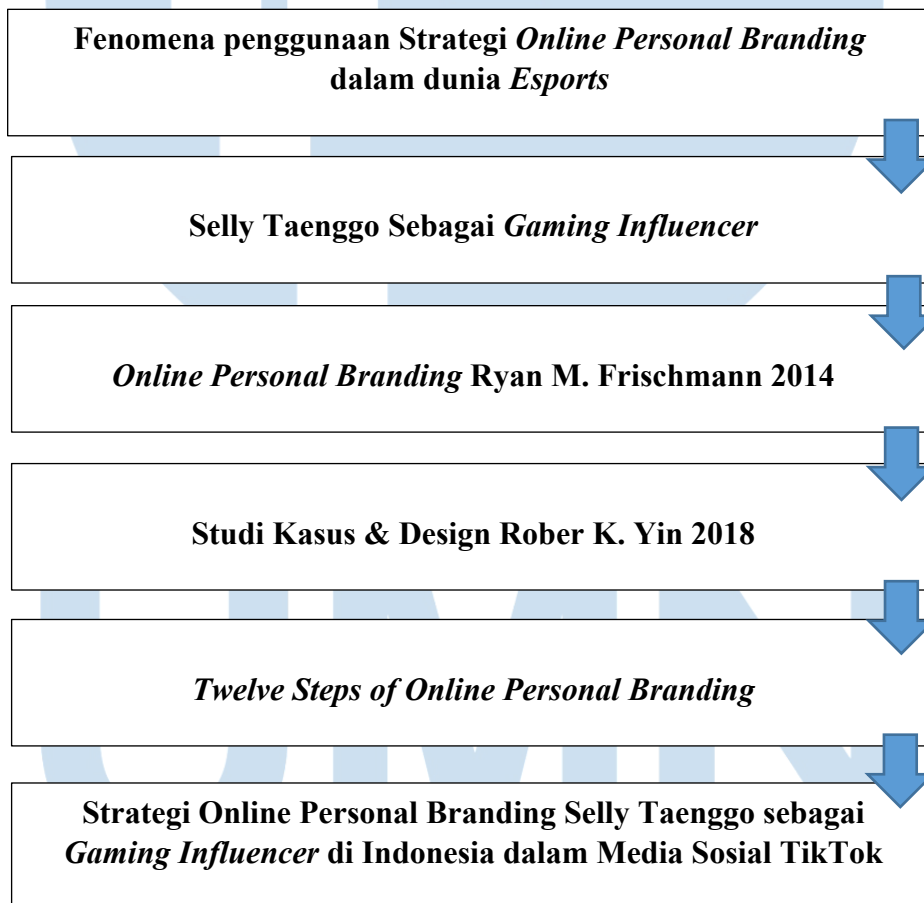 Fenomena penggunaan Strategi Online Personal Branding
dalam dunia Esports
Selly Taenggo Sebagai Gaming Influencer
Online Personal Branding Ryan M. Frischmann 2014
Studi Kasus & Design Rober K. Yin 2018
Twelve Steps of Online Personal Branding
Strategi Online Personal Branding Selly Taenggo sebagai
Gaming Influencer di Indonesia dalam Media Sosial TikTok